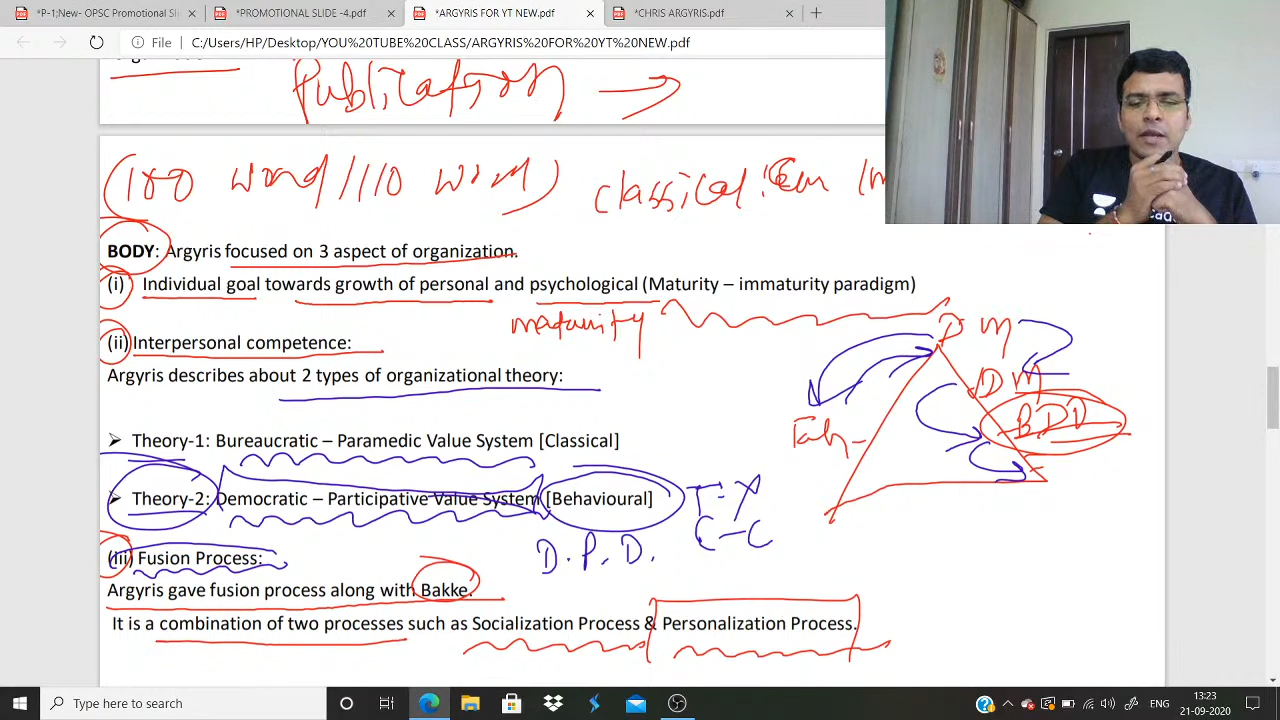 *P-1;New- OPSC Promotional Slid
*PROMOTIONAL SLIDE -4.pdf
*ARGYRIS FOR YT NEW.pdf
*CHRIS ARGYRIS.pdf
File C:/Users/HP/Desktop/YOU%20TUBE%20CLASS/ARGYRIS%20FOR%20YT%20NEW.pdf
Publication →
(100 word/110 word) classical
BODY: Argyris focused on 3 aspect of organization.
(i) Individual goal towards growth of personal and psychological (Maturity – immaturity paradigm)
maturity
P M
(ii) Interpersonal competence:
Argyris describes about 2 types of organizational theory:
D M
BDD
Theory-1: Bureaucratic – Paramedic Value System [Classical]
Theory-2: Democratic – Participative Value System [Behavioural]
T: Y
C-C
D. P. D.
(iii) Fusion Process:
Argyris gave fusion process along with Bakke.
It is a combination of two processes such as Socialization Process & Personalization Process.
Type here to search
ENG
13:23
21-09-2020